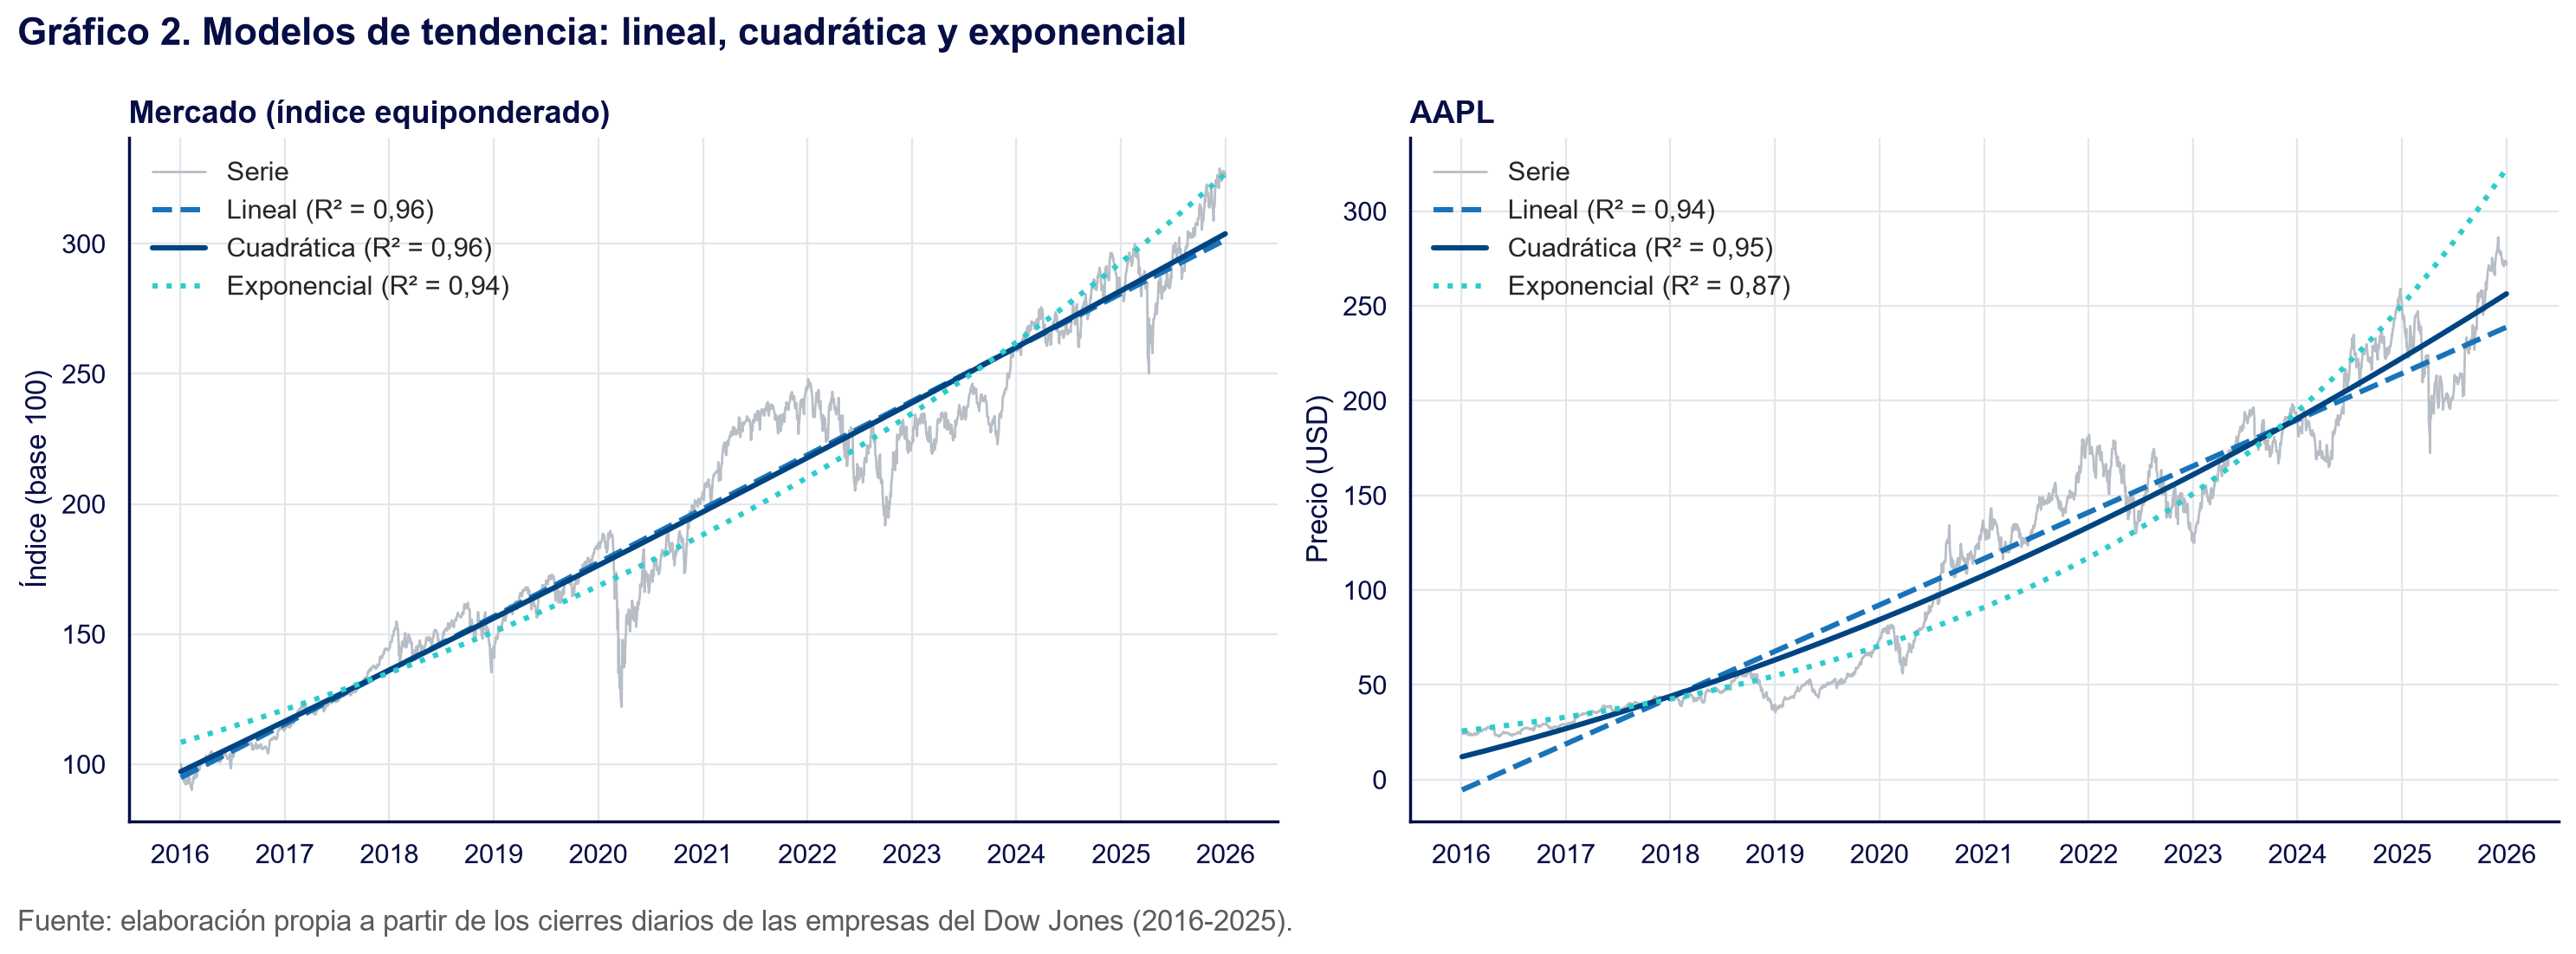 Gráfico 2. Modelos de tendencia: lineal, cuadrática y exponencial
Mercado (índice equiponderado)
Serie
Lineal (R² = 0,96)
Cuadrática (R² = 0,96)
Exponencial (R² = 0,94)
Índice (base 100)
300
250
200
150
100
2016 2017 2018 2019 2020 2021 2022 2023 2024 2025 2026
AAPL
Serie
Lineal (R² = 0,94)
Cuadrática (R² = 0,95)
Exponencial (R² = 0,87)
Precio (USD)
300
250
200
150
100
50
0
2016 2017 2018 2019 2020 2021 2022 2023 2024 2025 2026
Fuente: elaboración propia a partir de los cierres diarios de las empresas del Dow Jones (2016-2025).